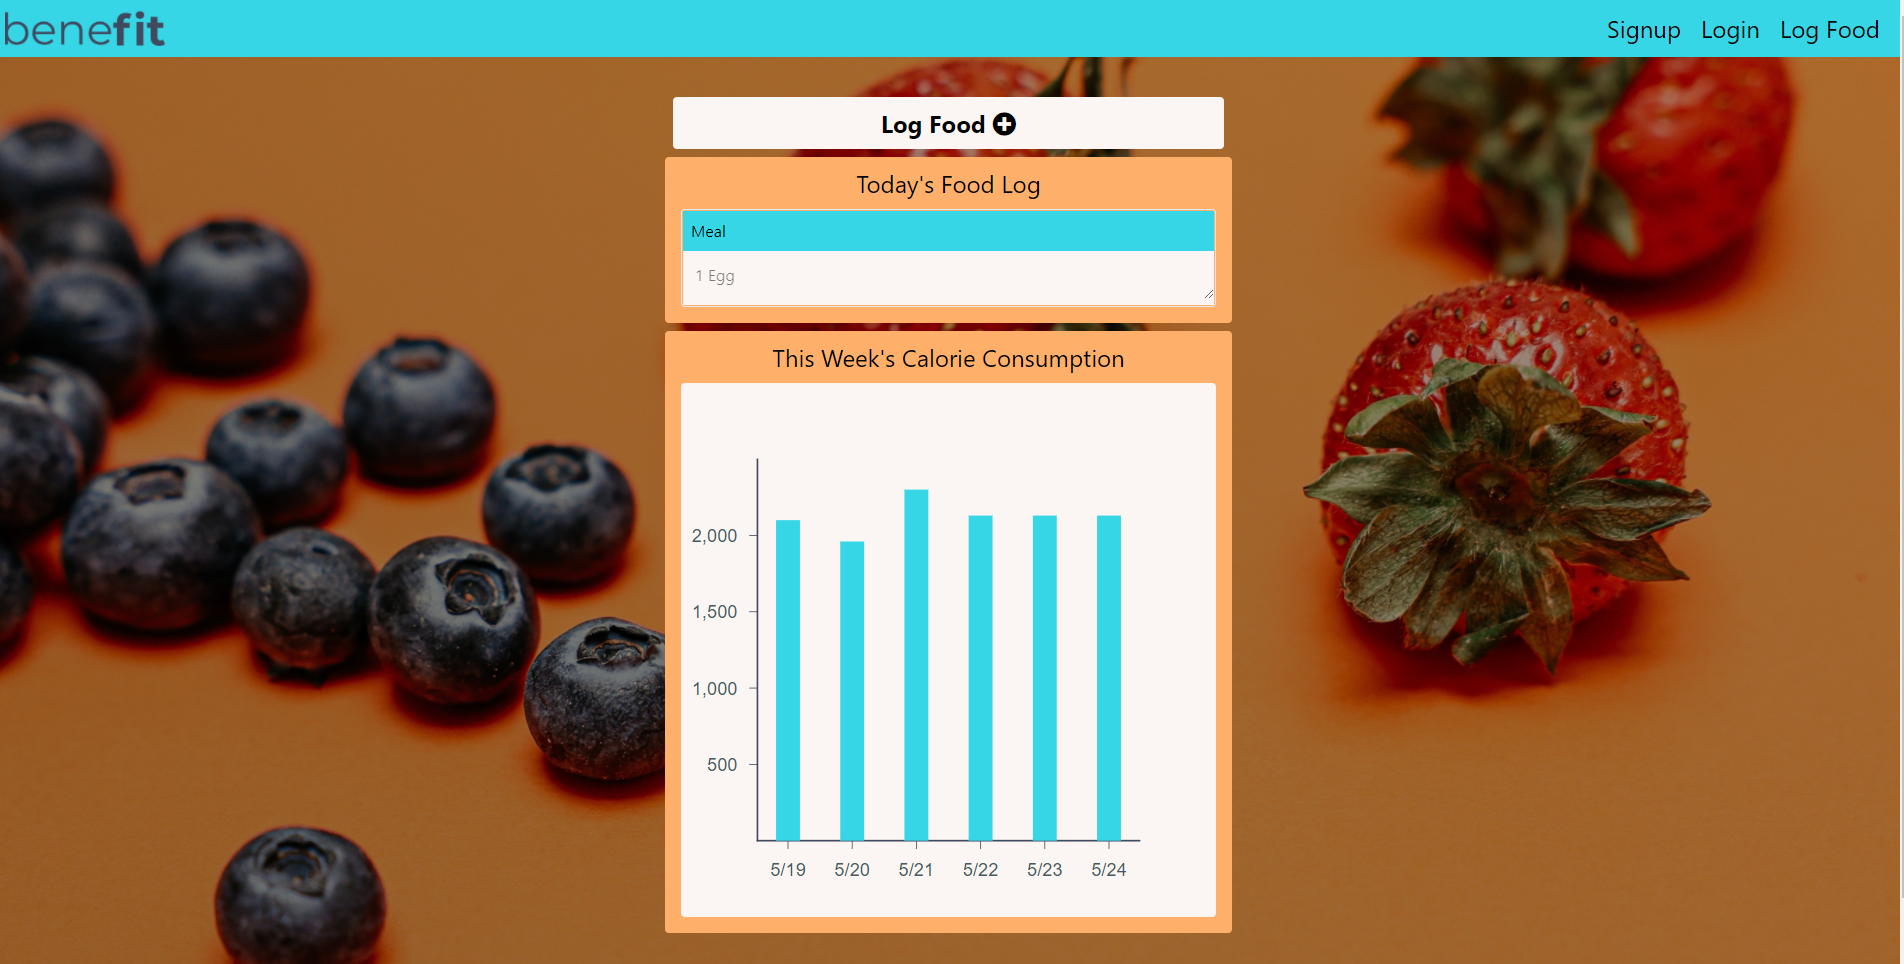 benefit
Signup Login Log Food
Log Food
Today's Food Log
Meal
1 Egg
This Week's Calorie Consumption
2,000
1,500
1,000
500
5/19 5/20 5/21 5/22 5/23 5/24